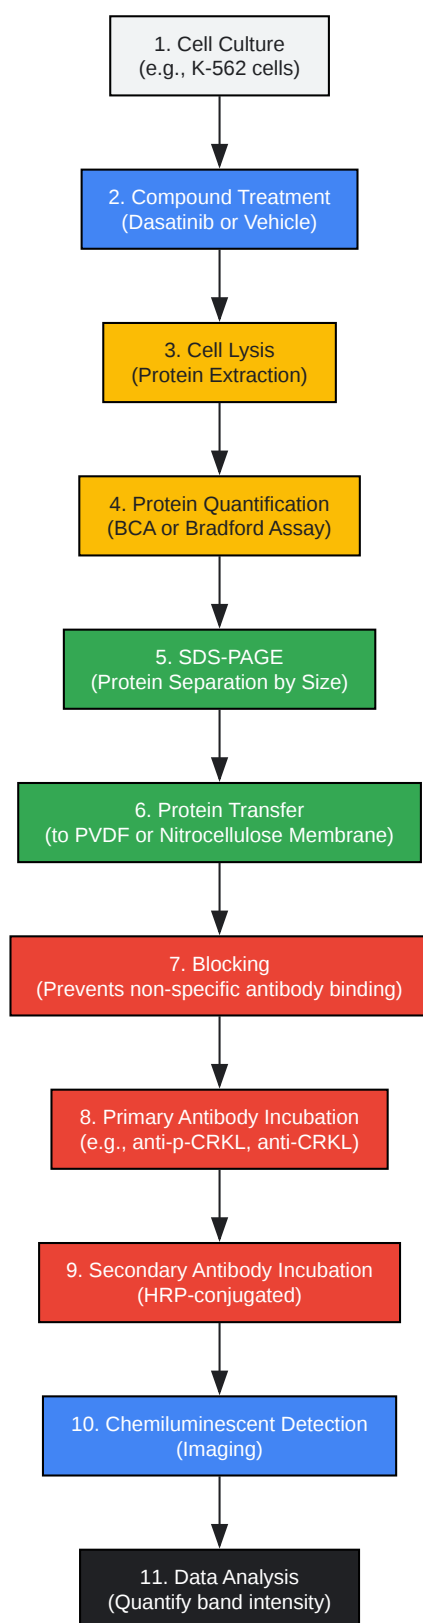 1. Cell Culture
(e.g., K-562 cells)
2. Compound Treatment
(Dasatinib or Vehicle)
3. Cell Lysis
(Protein Extraction)
4. Protein Quantification
(BCA or Bradford Assay)
5. SDS-PAGE
(Protein Separation by Size)
6. Protein Transfer
(to PVDF or Nitrocellulose Membrane)
7. Blocking
(Prevents non-specific antibody binding)
8. Primary Antibody Incubation
(e.g., anti-p-CRKL, anti-CRKL)
9. Secondary Antibody Incubation
(HRP-conjugated)
10. Chemiluminescent Detection
(Imaging)
11. Data Analysis
(Quantify band intensity)